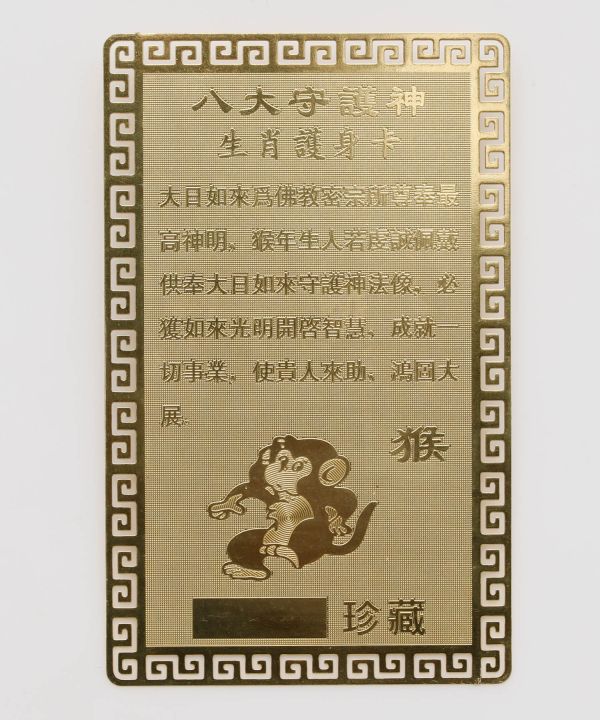 八大守護神
生肖護身卡
大目如來爲佛教密宗所尊奉最
高神明。猴年生人若虔誠佩戴
供奉大目如來守護神法像，必
獲如來光明開啓智慧、成就一
切事業，使貴人來助、鴻圖大
展。
猴
珍藏